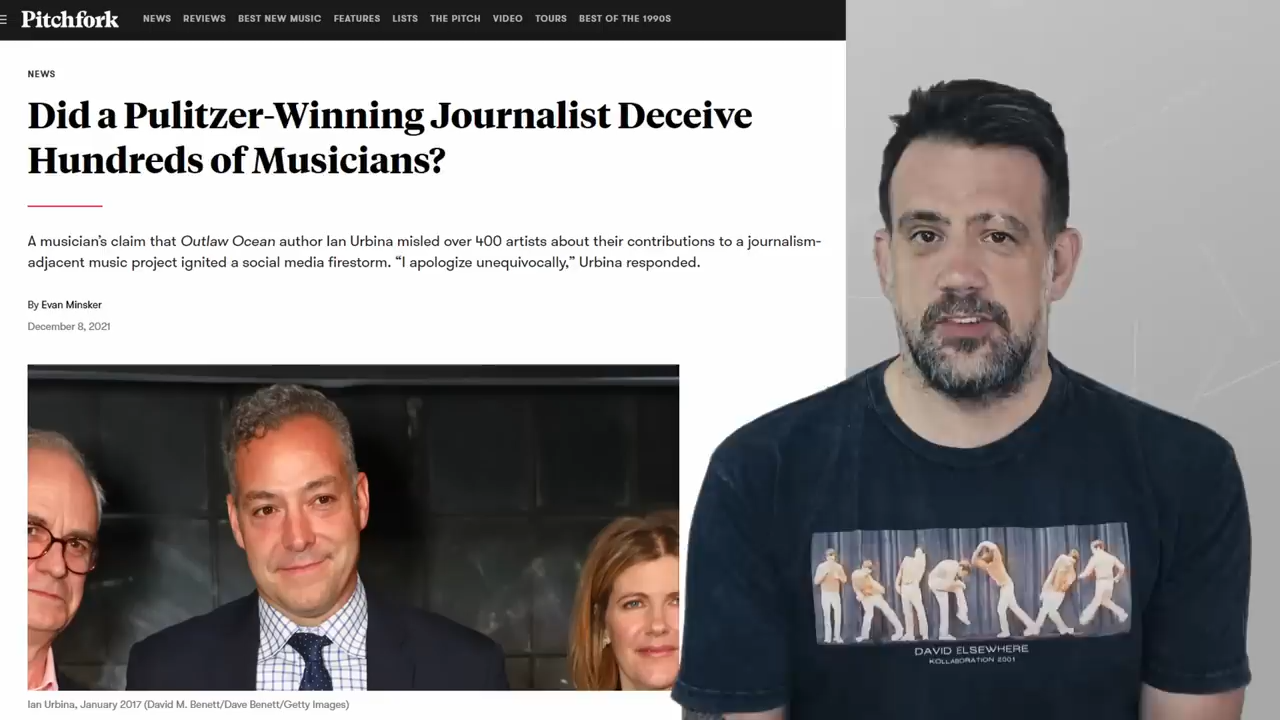 Pitchfork NEWS REVIEWS BEST NEW MUSIC FEATURES LISTS THE PITCH VIDEO TOURS BEST OF THE 1990S
NEWS
Did a Pulitzer-Winning Journalist Deceive
Hundreds of Musicians?
A musician's claim that Outlaw Ocean author Ian Urbina misled over 400 artists about their contributions to a journalism-
adjacent music project ignited a social media firestorm. “I apologize unequivocally,” Urbina responded.
By Evan Minsker
December 8, 2021
Ian Urbina, January 2017 (David M. Benett/Dave Benett/Getty Images)
DAVID ELSEWHERE
KOLLABORATION 2001